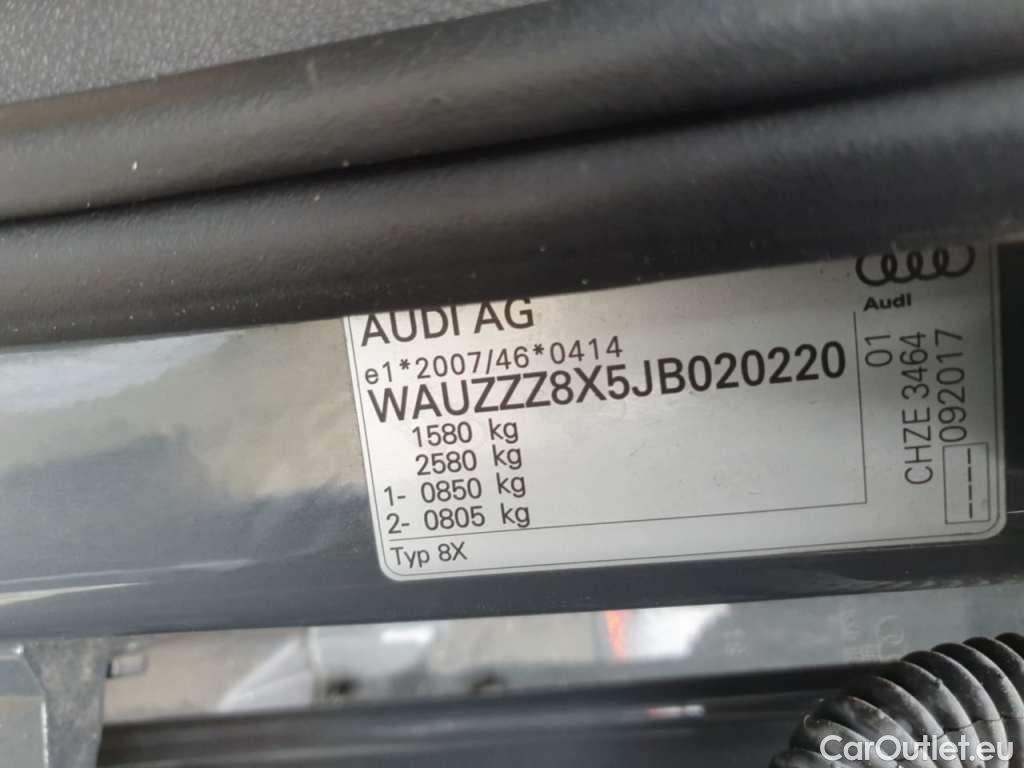 AUDI AG
e1*2007/46*0414
WAUZZZ8X5JB020220
1580 kg
2580 kg
1- 0850 kg
2- 0805 kg
Typ 8X
Audi
01
CHZE 3464
092017
----
CarOutlet.eu